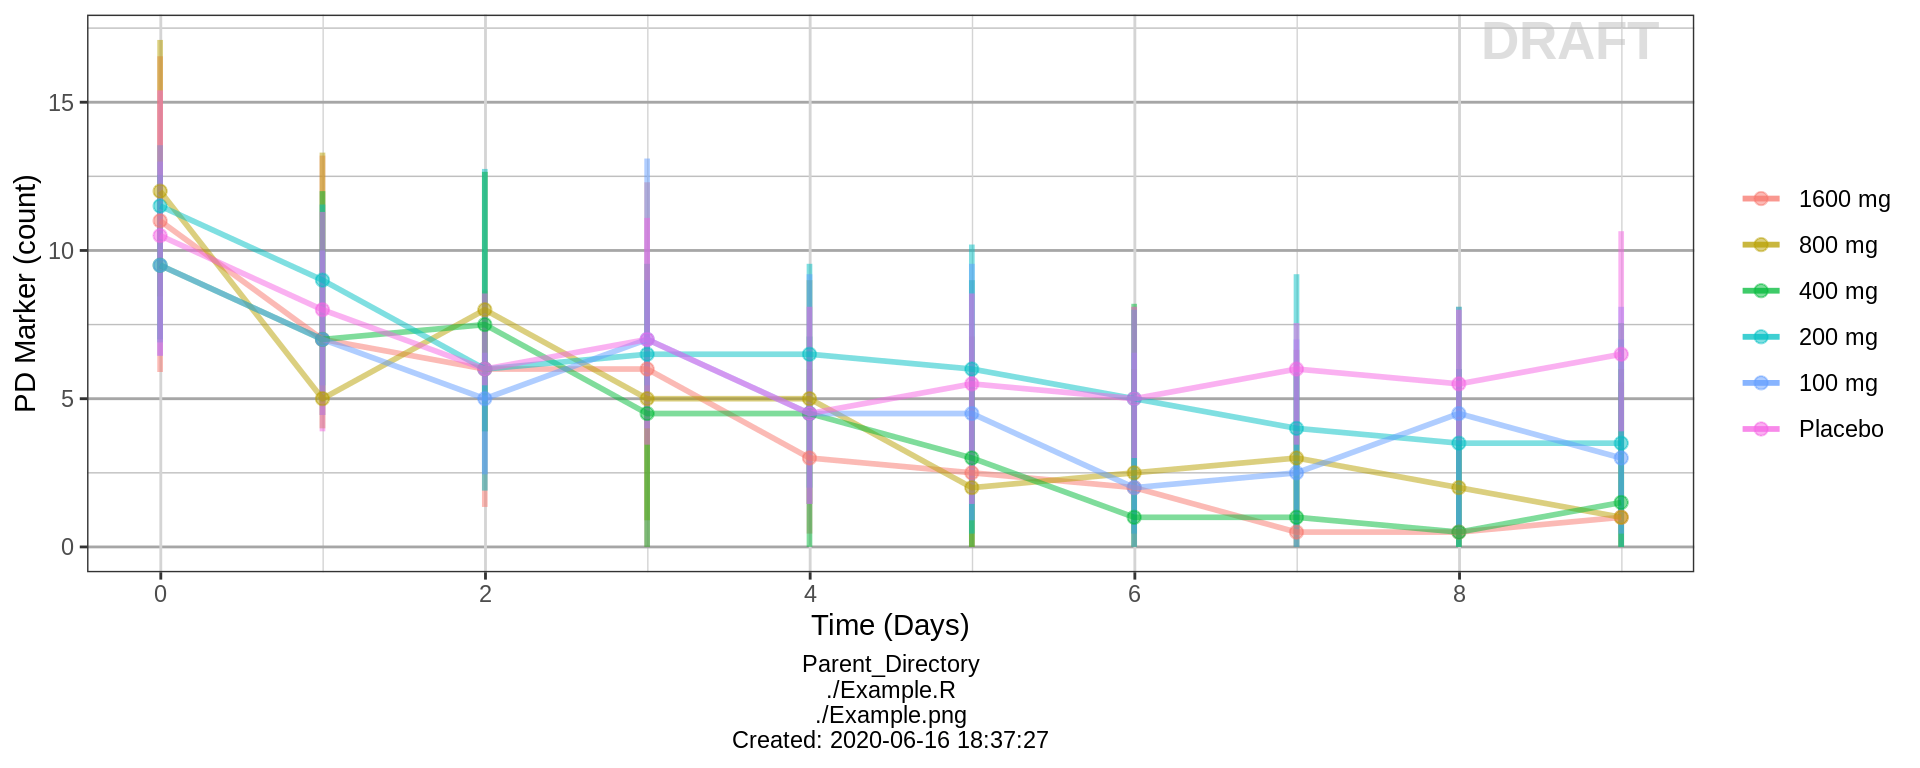 DRAFT
PD Marker (count)
15
10
5
0
0 2 4 6 8
Time (Days)
1600 mg
800 mg
400 mg
200 mg
100 mg
Placebo
Parent_Directory
./Example.R
./Example.png
Created: 2020-06-16 18:37:27